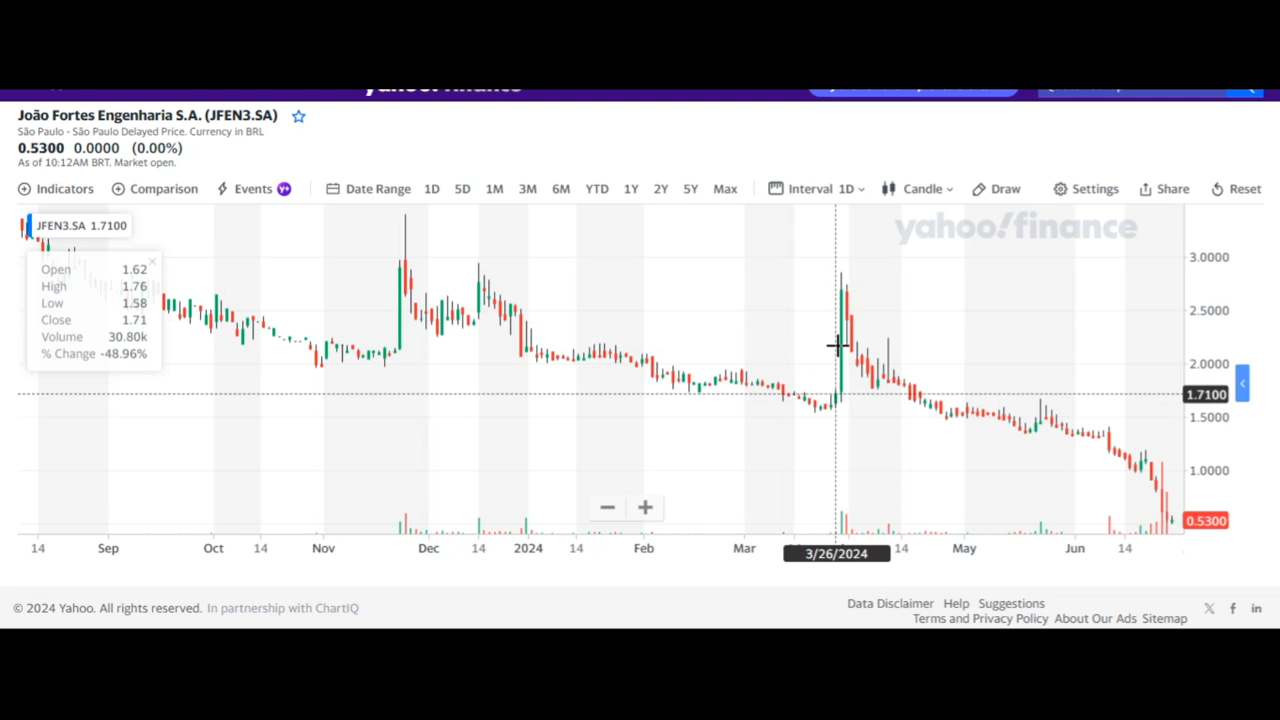 yahoo! finance
João Fortes Engenharia S.A. (JFEN3.SA)
São Paulo - São Paulo Delayed Price. Currency in BRL
0.5300 0.0000 (0.00%)
As of 10:12AM BRT. Market open.
Indicators Comparison Events Y+ Date Range 1D 5D 1M 3M 6M YTD 1Y 2Y 5Y Max Interval 1D Candle Draw Settings Share Reset
JFEN3.SA 1.7100
yahoo!finance
Open 1.62
High 1.76
Low 1.58
Close 1.71
Volume 30.80k
% Change -48.96%
3.0000
2.5000
2.0000
1.7100
1.5000
1.0000
0.5300
14 Sep Oct 14 Nov Dec 14 2024 14 Feb Mar 14 May Jun 14
3/26/2024
© 2024 Yahoo. All rights reserved. In partnership with ChartIQ
Data Disclaimer Help Suggestions
Terms and Privacy Policy About Our Ads Sitemap